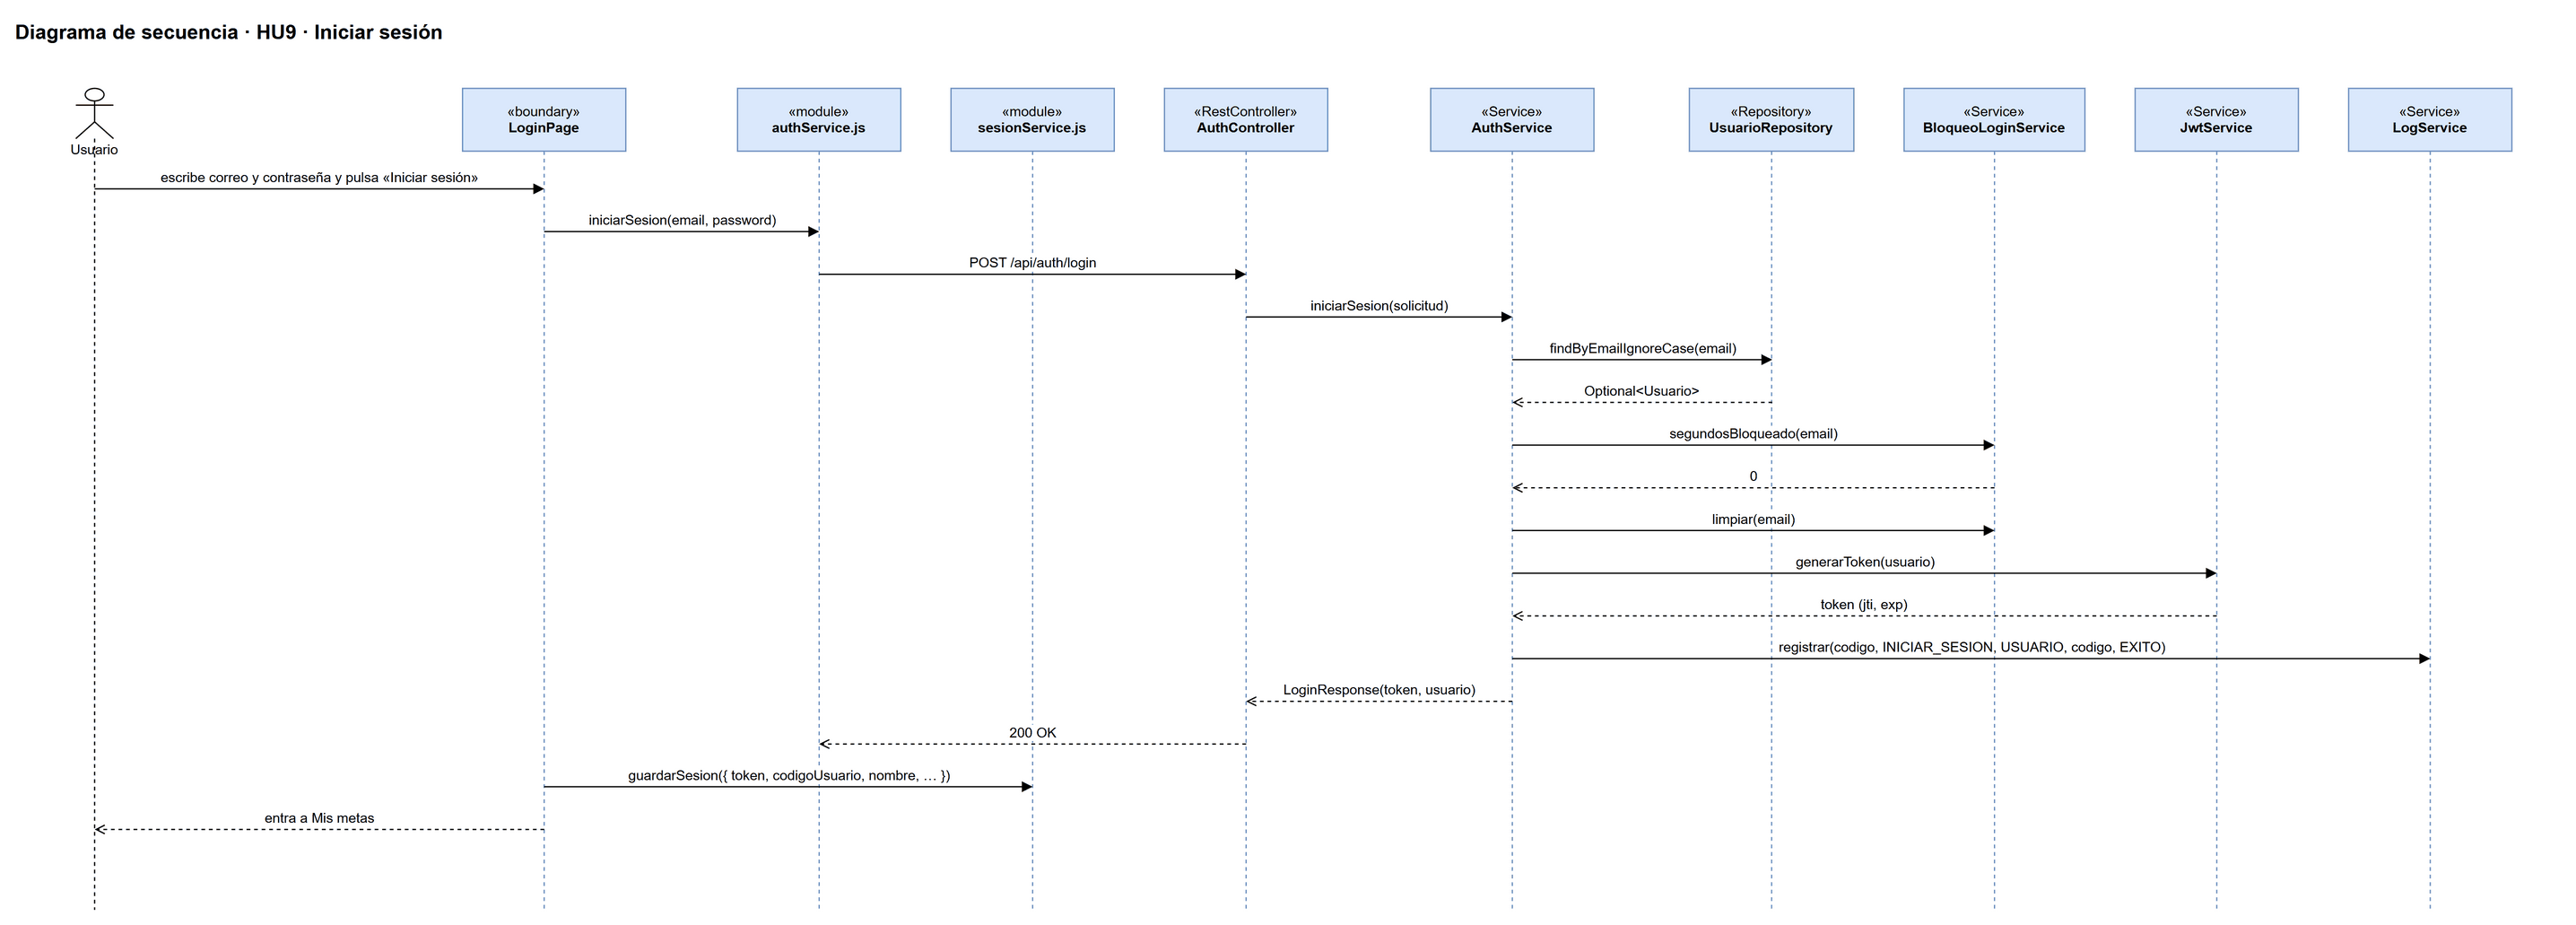 Diagrama de secuencia · HU9 · Iniciar sesión
Usuario
«boundary»
LoginPage
«module»
authService.js
«module»
sesionService.js
«RestController»
AuthController
«Service»
AuthService
«Repository»
UsuarioRepository
«Service»
BloqueoLoginService
«Service»
JwtService
«Service»
LogService
escribe correo y contraseña y pulsa «Iniciar sesión»
iniciarSesion(email, password)
POST /api/auth/login
iniciarSesion(solicitud)
findByEmailIgnoreCase(email)
Optional<Usuario>
segundosBloqueado(email)
0
limpiar(email)
generarToken(usuario)
token (jti, exp)
registrar(codigo, INICIAR_SESION, USUARIO, codigo, EXITO)
LoginResponse(token, usuario)
200 OK
guardarSesion({ token, codigoUsuario, nombre, … })
entra a Mis metas